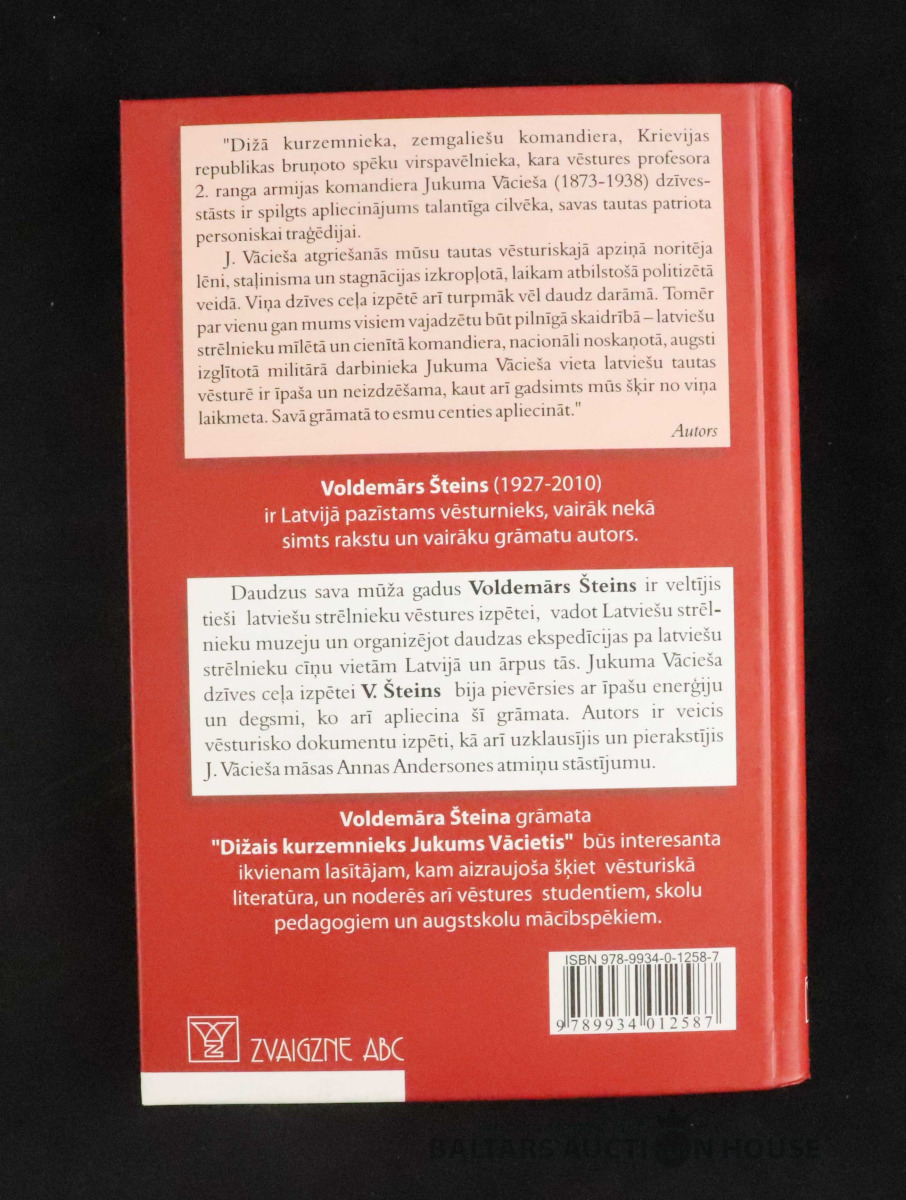 "Dižā kurzemnieka, zemgaliešu komandiera, Krievijas
republikas bruņoto spēku virspavēlnieka, kara vēstures profesora
2. ranga armijas komandiera Jukuma Vācieša (1873-1938) dzīves-
stāsts ir spilgts apliecinājums talantīga cilvēka, savas tautas patriota
personiskai traģēdijai.
J. Vācieša atgriešanās mūsu tautas vēsturiskajā apziņā noritēja
lēni, staļinisma un stagnācijas izkropļotā, laikam atbilstošā politizētā
veidā. Viņa dzīves ceļa izpētē arī turpmāk vēl daudz darāmā. Tomēr
par vienu gan mums visiem vajadzētu būt pilnīgā skaidrībā – latviešu
strēlnieku mīlētā un cienītā komandiera, nacionāli noskaņotā, augsti
izglītotā militārā darbinieka Jukuma Vācieša vieta latviešu tautas
vēsturē ir īpaša un neizdzēšama, kaut arī gadsimts mūs šķir no viņa
laikmeta. Savā grāmatā to esmu centies apliecināt."
Autors
Voldemārs Šteins (1927-2010)
ir Latvijā pazīstams vēsturnieks, vairāk nekā
simts rakstu un vairāku grāmatu autors.
Daudzus sava mūža gadus Voldemārs Šteins ir veltījis
tieši latviešu strēlnieku vēstures izpētei, vadot Latviešu strēl-
nieku muzeju un organizējot daudzas ekspedīcijas pa latviešu
strēlnieku cīņu vietām Latvijā un ārpus tās. Jukuma Vācieša
dzīves ceļa izpētei V. Šteins bija pievērsies ar īpašu enerģiju
un degsmi, ko arī apliecina šī grāmata. Autors ir veicis
vēsturisko dokumentu izpēti, kā arī uzklausījis un pierakstījis
J. Vācieša māsas Annas Andersones atmiņu stāstījumu.
Voldemāra Šteina grāmata
"Dižais kurzemnieks Jukums Vācietis" būs interesanta
ikvienam lasītājam, kam aizraujoša šķiet vēsturiskā
literatūra, un noderēs arī vēstures studentiem, skolu
pedagogiem un augstskolu mācībspēkiem.
ISBN 978-9934-0-1258-7
9 789934 012587
ZVAIGZNE ABC
BALTARS AUCTION HOUSE